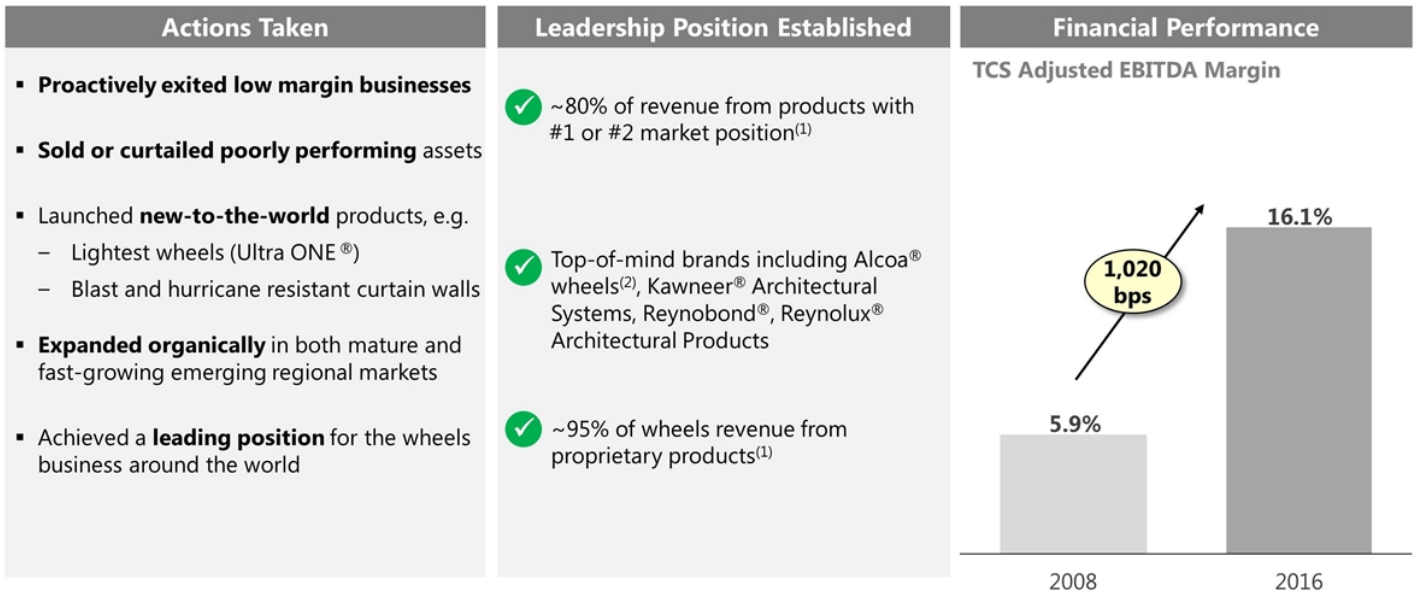 Actions Taken
▪ Proactively exited low margin businesses
▪ Sold or curtailed poorly performing assets
▪ Launched new-to-the-world products, e.g.
– Lightest wheels (Ultra ONE ®)
– Blast and hurricane resistant curtain walls
▪ Expanded organically in both mature and
fast-growing emerging regional markets
▪ Achieved a leading position for the wheels
business around the world
Leadership Position Established
~80% of revenue from products with
#1 or #2 market position(1)
Top-of-mind brands including Alcoa®
wheels(2), Kawneer® Architectural
Systems, Reynobond®, Reynolux®
Architectural Products
~95% of wheels revenue from
proprietary products(1)
Financial Performance
TCS Adjusted EBITDA Margin
16.1%
1,020
bps
5.9%
2008
2016